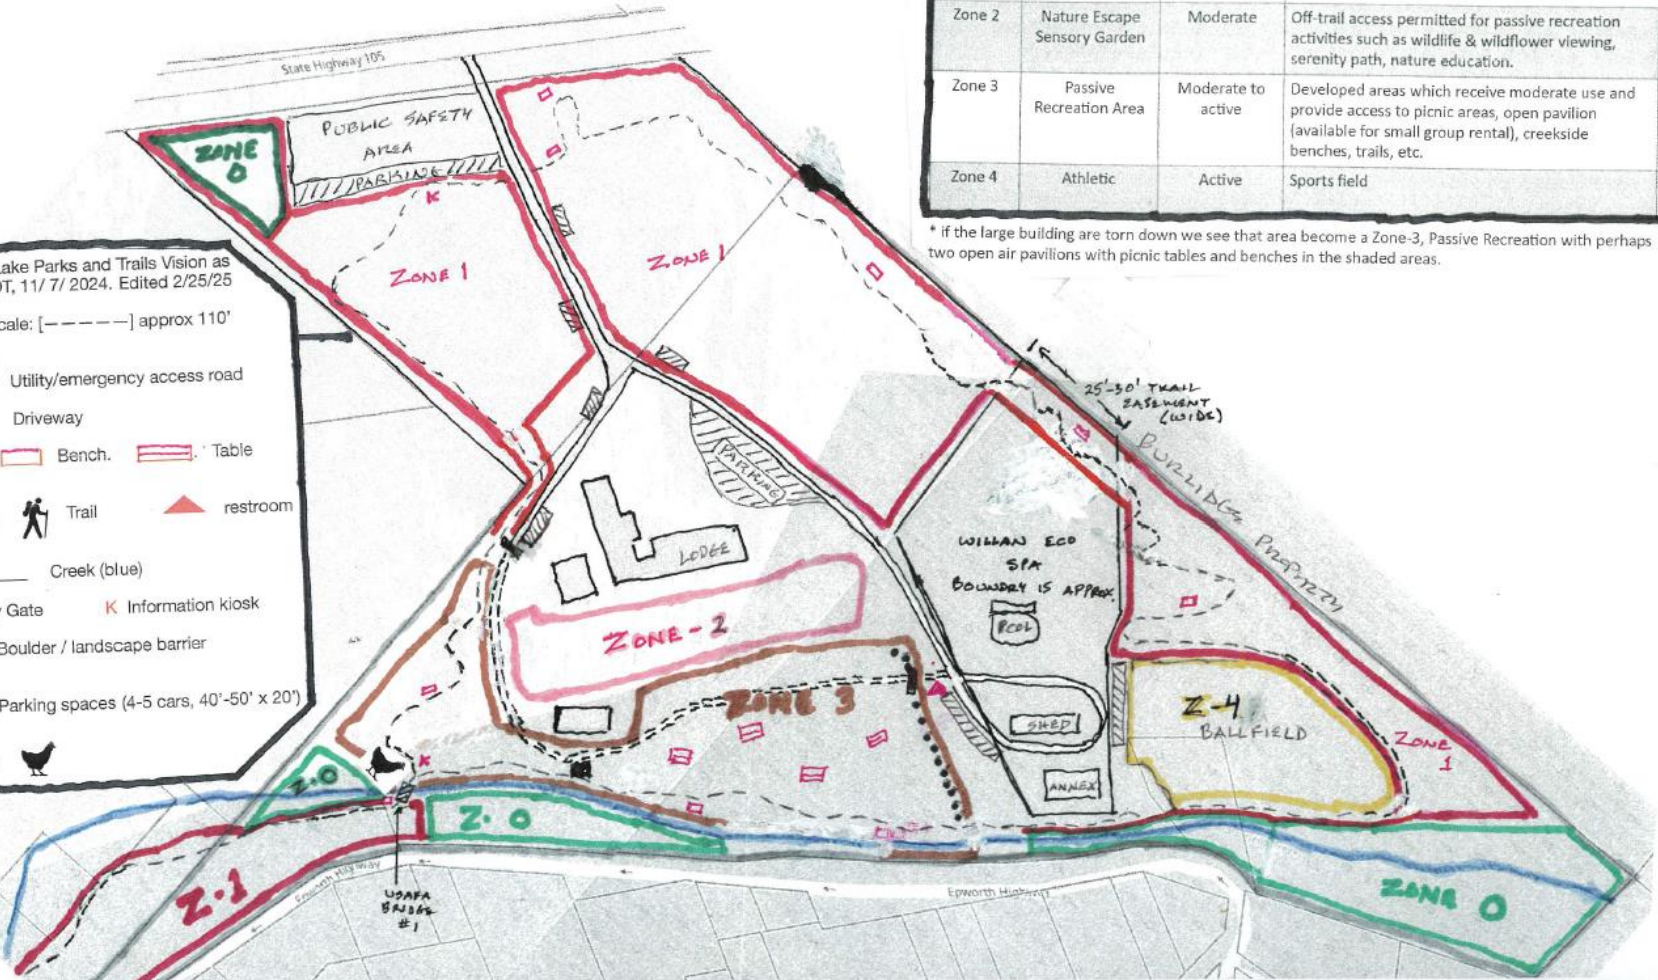 State Highway 105
PUBLIC SAFETY
AREA
PARKING
ZONE
0
K
ZONE 1
ZONE 1
Zone 2
Nature Escape
Sensory Garden
Moderate
Off-trail access permitted for passive recreation
activities such as wildlife & wildflower viewing,
serenity path, nature education.
Zone 3
Passive
Recreation Area
Moderate to
active
Developed areas which receive moderate use and
provide access to picnic areas, open pavilion
(available for small group rental), creekside
benches, trails, etc.
Zone 4
Athletic
Active
Sports field
* if the large building are torn down we see that area become a Zone-3, Passive Recreation with perhaps
two open air pavilions with picnic tables and benches in the shaded areas.
ake Parks and Trails Vision as
T, 11/ 7/ 2024. Edited 2/25/25
cale: [– – – – – –] approx 110'
Utility/emergency access road
Driveway
Bench.
Table
Trail
restroom
Creek (blue)
Gate
K Information kiosk
Boulder / landscape barrier
Parking spaces (4-5 cars, 40'-50' x 20')
25'-30' TRAIL
EASEMENT
(WIDE)
PARKING
LODGE
WILLAN ECO
SPA
BOUNDRY IS APPROX.
POOL
ZONE-2
ZONE 3
SHED
ANNEX
Z-4
BALLFIELD
ZONE
1
K
Z-0
Z-0
Z-1
ZONE 0
USAFA
BRIDGE
#1
Epworth Highway
Epworth Highway